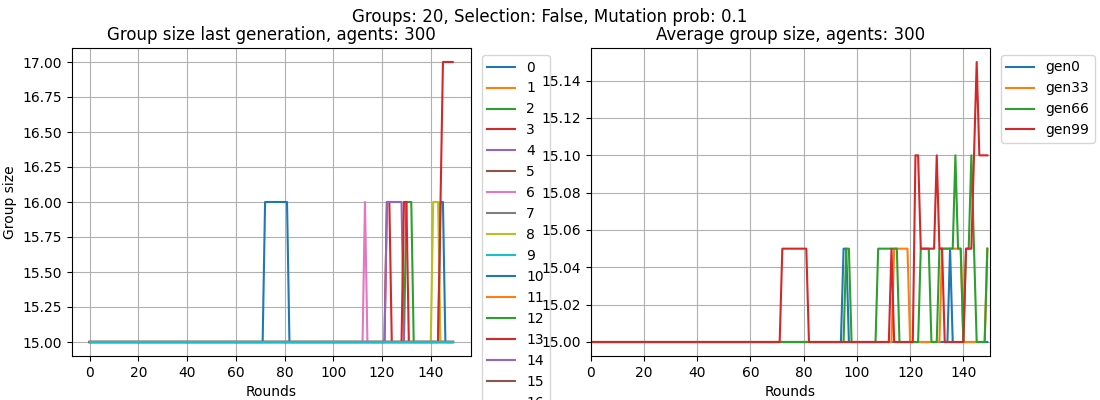 Groups: 20, Selection: False, Mutation prob: 0.1
Group size last generation, agents: 300
Group size
17.00
16.75
16.50
16.25
16.00
15.75
15.50
15.25
15.00
0 20 40 60 80 100 120 140
Rounds
0
1
2
3
4
5
6
7
8
9
10
11
12
13
14
15
Average group size, agents: 300
15.14
15.12
15.10
15.08
15.06
15.04
15.02
15.00
0 20 40 60 80 100 120 140
Rounds
gen0
gen33
gen66
gen99